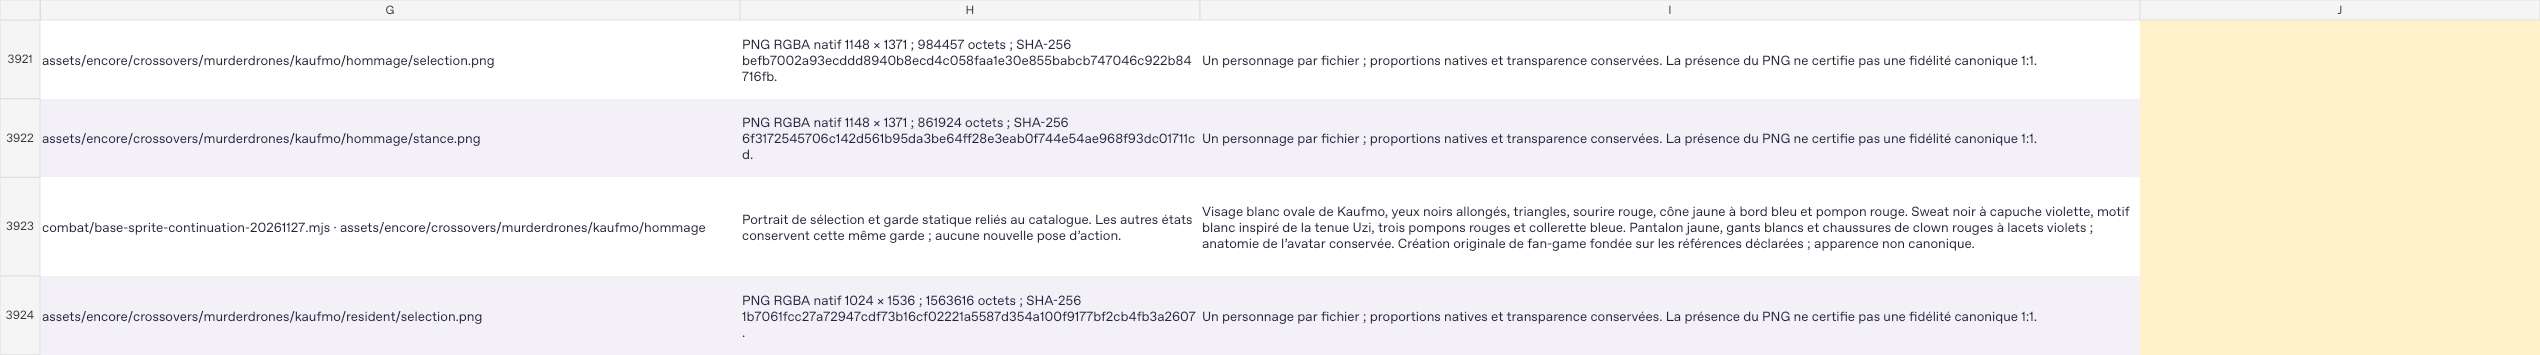 G H I J
3921
assets/encore/crossovers/murderdrones/kaufmo/hommage/selection.png
PNG RGBA natif 1148 × 1371 ; 984457 octets ; SHA-256
befb7002a93ecddd8940b8ecd4c058faa1e30e855babcb747046c922b84
716fb.
Un personnage par fichier ; proportions natives et transparence conservées. La présence du PNG ne certifie pas une fidélité canonique 1:1.
3922
assets/encore/crossovers/murderdrones/kaufmo/hommage/stance.png
PNG RGBA natif 1148 × 1371 ; 861924 octets ; SHA-256
6f3172545706c142d561b95da3be64ff28e3eab0f744e54ae968f93dc01711c
d.
Un personnage par fichier ; proportions natives et transparence conservées. La présence du PNG ne certifie pas une fidélité canonique 1:1.
3923
combat/base-sprite-continuation-20261127.mjs · assets/encore/crossovers/murderdrones/kaufmo/hommage
Portrait de sélection et garde statique reliés au catalogue. Les autres états
conservent cette même garde ; aucune nouvelle pose d’action.
Visage blanc ovale de Kaufmo, yeux noirs allongés, triangles, sourire rouge, cône jaune à bord bleu et pompon rouge. Sweat noir à capuche violette, motif
blanc inspiré de la tenue Uzi, trois pompons rouges et collerette bleue. Pantalon jaune, gants blancs et chaussures de clown rouges à lacets violets ;
anatomie de l’avatar conservée. Création originale de fan-game fondée sur les références déclarées ; apparence non canonique.
3924
assets/encore/crossovers/murderdrones/kaufmo/resident/selection.png
PNG RGBA natif 1024 × 1536 ; 1563616 octets ; SHA-256
1b7061fcc27a72947cdf73b16cf02221a5587d354a100f9177bf2cb4fb3a2607
.
Un personnage par fichier ; proportions natives et transparence conservées. La présence du PNG ne certifie pas une fidélité canonique 1:1.